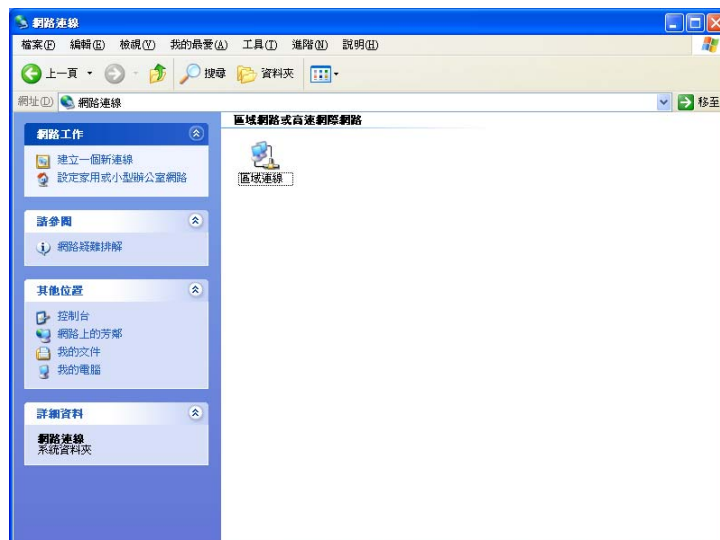 網路連線
檔案(F) 編輯(E) 檢視(V) 我的最愛(A) 工具(T) 進階(N) 說明(H)
上一頁 搜尋 資料夾
網址(D) 網路連線 移至
網路工作
建立一個新連線
設定家用或小型辦公室網路
請參閱
網路疑難排解
其他位置
控制台
網路上的芳鄰
我的文件
我的電腦
詳細資料
網路連線
系統資料夾
區域網路或高速網際網路
區域連線